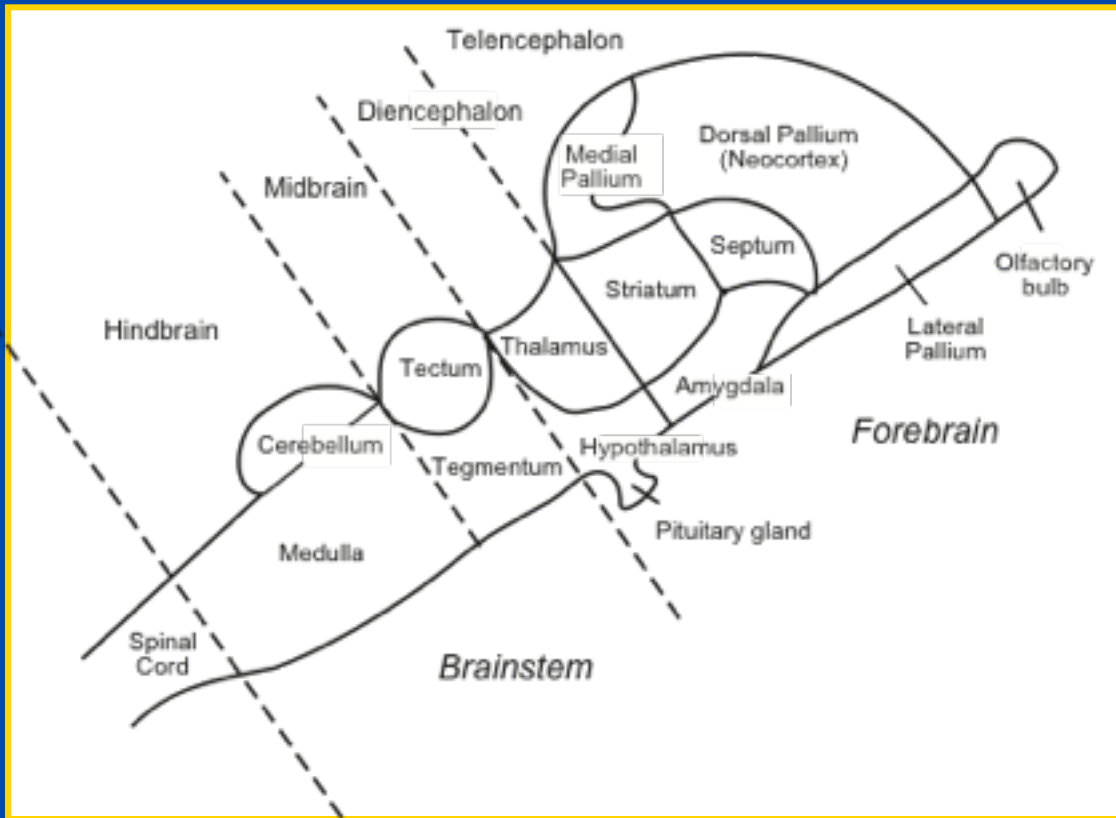 Telencephalon
Diencephalon
Midbrain
Hindbrain
Medial
Pallium
Dorsal Pallium
(Neocortex)
Septum
Striatum
Olfactory
bulb
Lateral
Pallium
Thalamus
Tectum
Amygdala
Forebrain
Cerebellum
Hypothalamus
Tegmentum
Pituitary gland
Medulla
Spinal
Cord
Brainstem